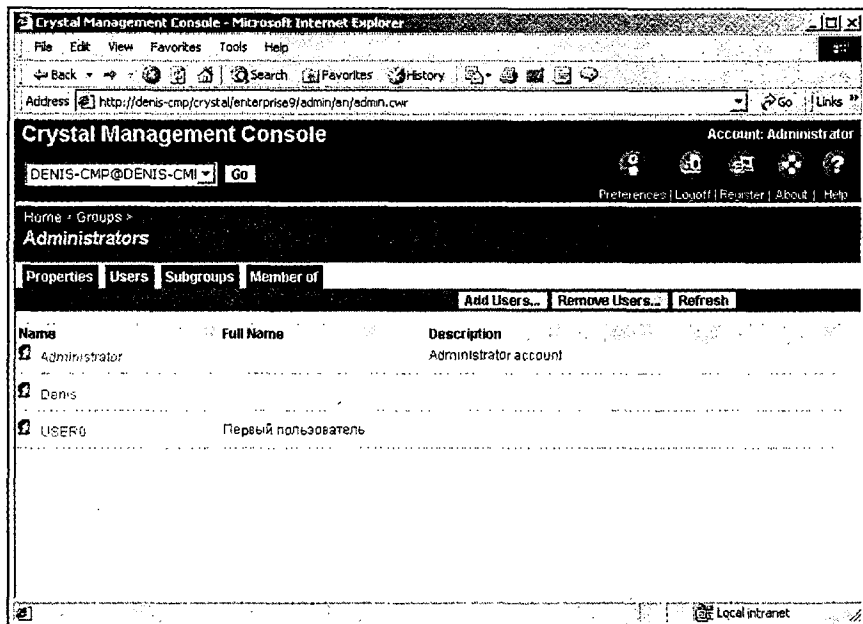 Crystal Management Console - Microsoft Internet Explorer
File Edit View Favorites Tools Help
Back Search Favorites History
Address http://denis-cmp/crystal/enterprise9/admin/en/admin.cwr Go Links »
Crystal Management Console Account: Administrator
DENIS-CMP@DENIS-CMI Go
Preferences | Logoff | Register | About | Help
Home > Groups >
Administrators
Properties Users Subgroups Member of
Add Users... Remove Users... Refresh
Name Full Name Description
Administrator Administrator account
Denis
USER0 Первый пользователь
Local intranet